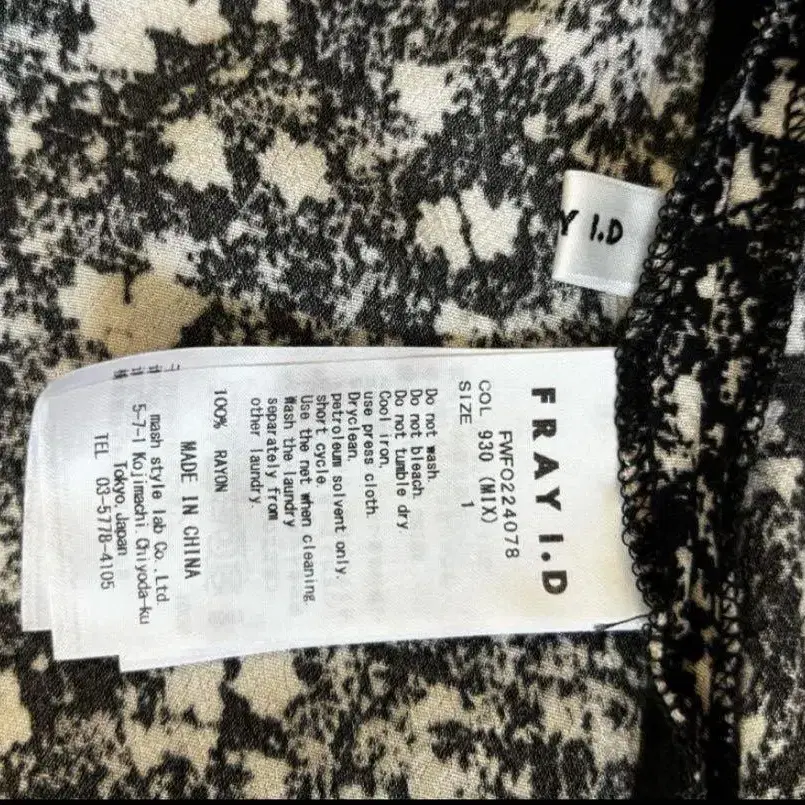 Y I.D
FRAY I.D
FWFO224078
COL 930 (MIX)
SIZE 1
Do not wash.
Do not bleach.
Do not tumble dry.
Cool iron,
use press cloth.
Dryclean,
petroleum solvent only.
short cycle.
Use the net when cleaning.
Wash the laundry
separately from
other laundry.
100% RAYON
MADE IN CHINA
mash style lab Co., Ltd.
5-7-1 Kojimachi, Chiyoda-ku
Tokyo, Japan
TEL 03-5778-4105